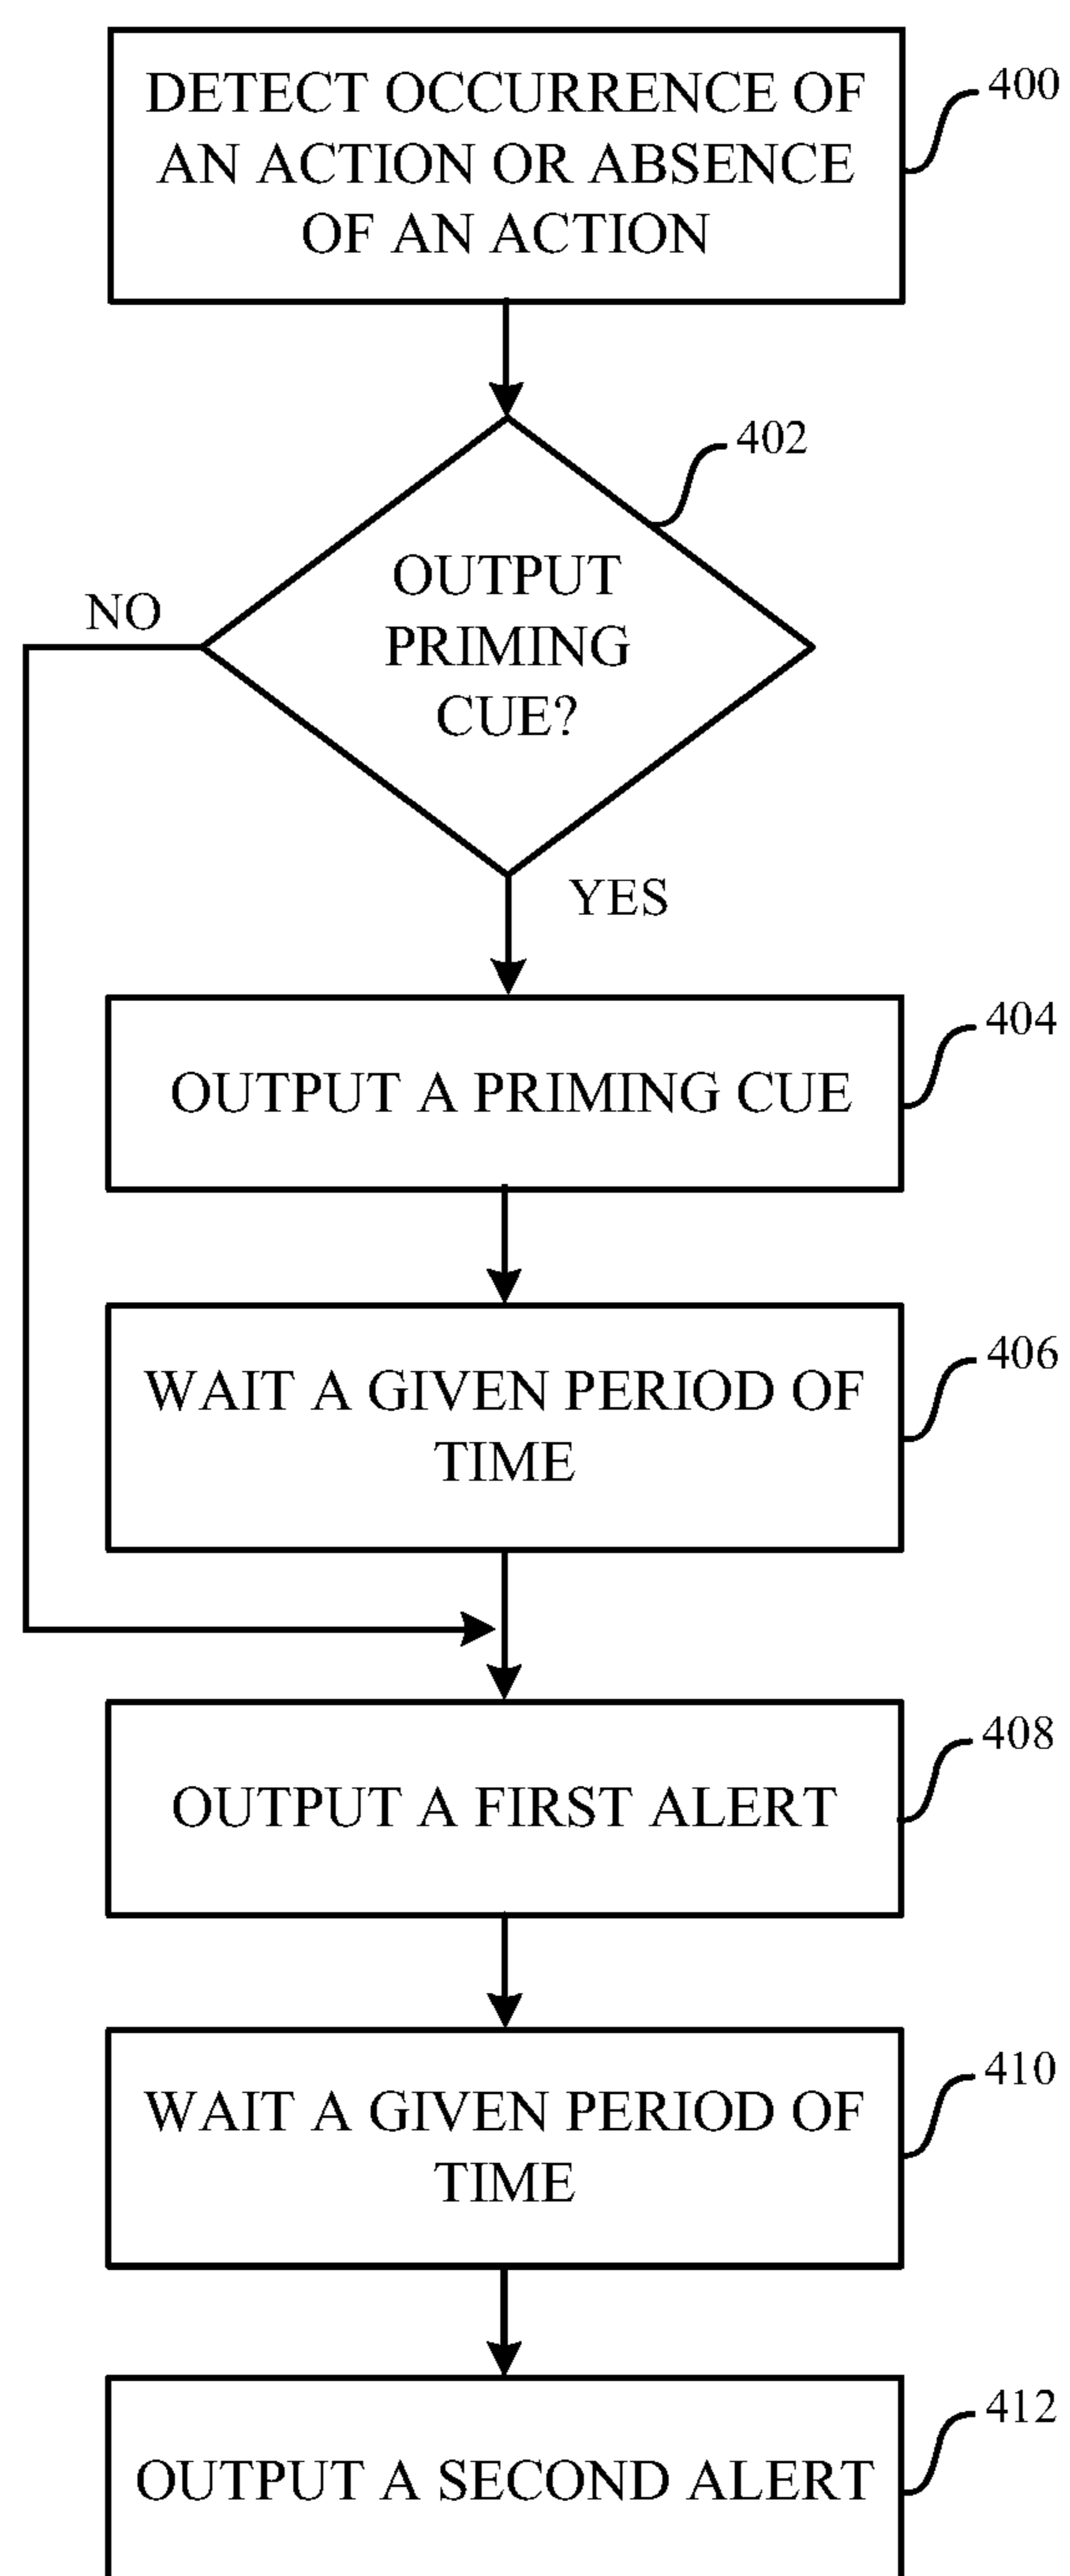 DETECT OCCURRENCE OF
AN ACTION OR ABSENCE
OF AN ACTION
400
402
OUTPUT
PRIMING
CUE?
NO
YES
404
OUTPUT A PRIMING CUE
406
WAIT A GIVEN PERIOD OF
TIME
408
OUTPUT A FIRST ALERT
410
WAIT A GIVEN PERIOD OF
TIME
412
OUTPUT A SECOND ALERT